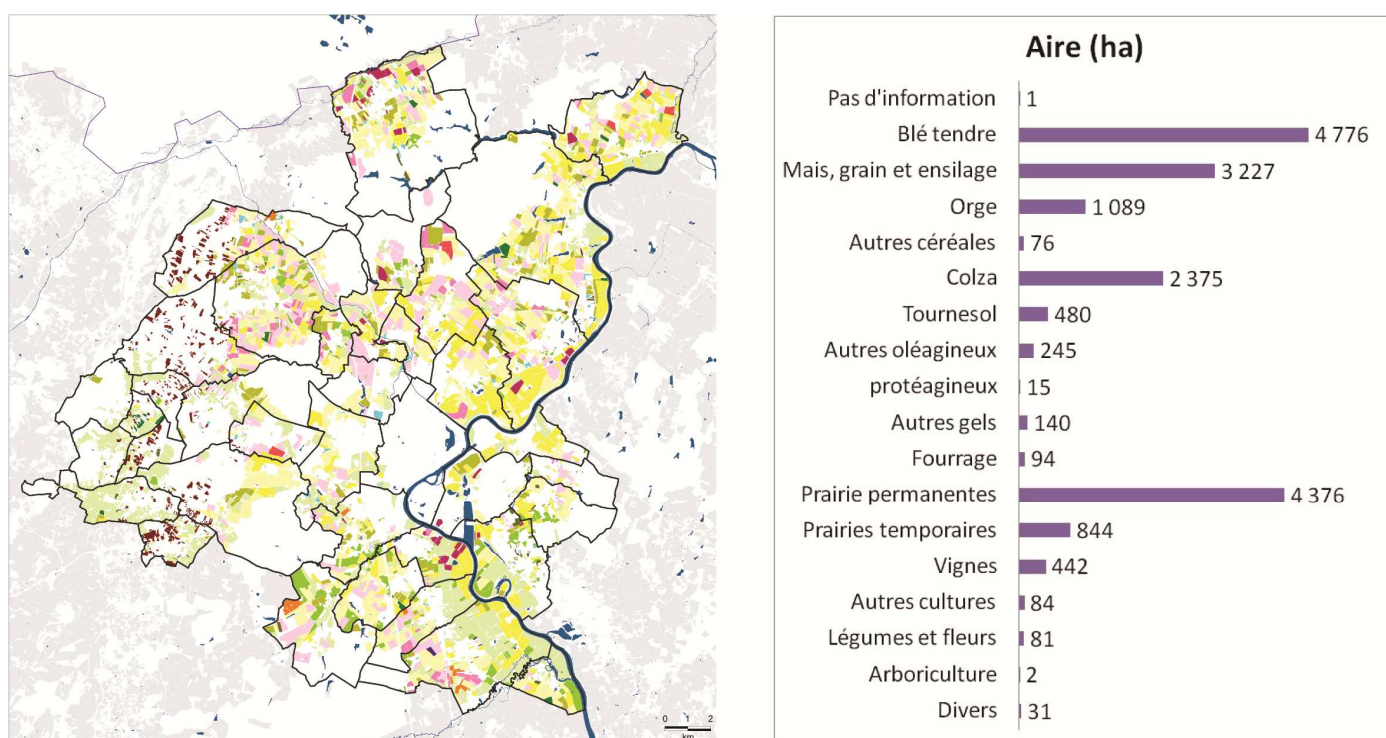 0 1 2
km
Aire (ha)
Pas d'information 1
Blé tendre 4 776
Mais, grain et ensilage 3 227
Orge 1 089
Autres céréales 76
Colza 2 375
Tournesol 480
Autres oléagineux 245
protéagineux 15
Autres gels 140
Fourrage 94
Prairie permanentes 4 376
Prairies temporaires 844
Vignes 442
Autres cultures 84
Légumes et fleurs 81
Arboriculture 2
Divers 31